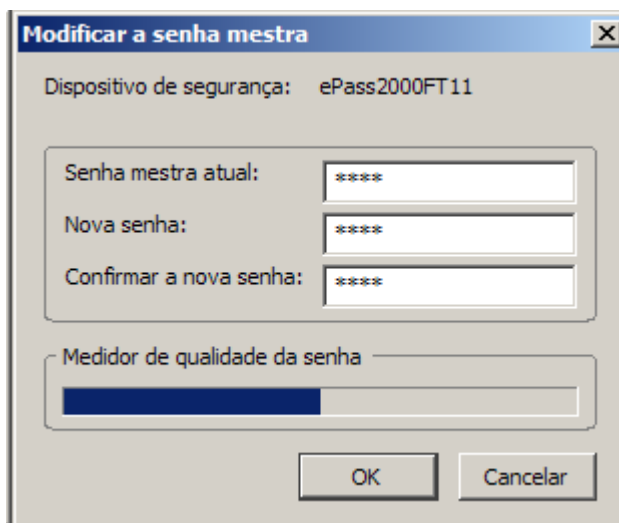 Modificar a senha mestra
Dispositivo de segurança: ePass2000FT11
Senha mestra atual: ****
Nova senha: ****
Confirmar a nova senha: ****
Medidor de qualidade da senha
OK Cancelar